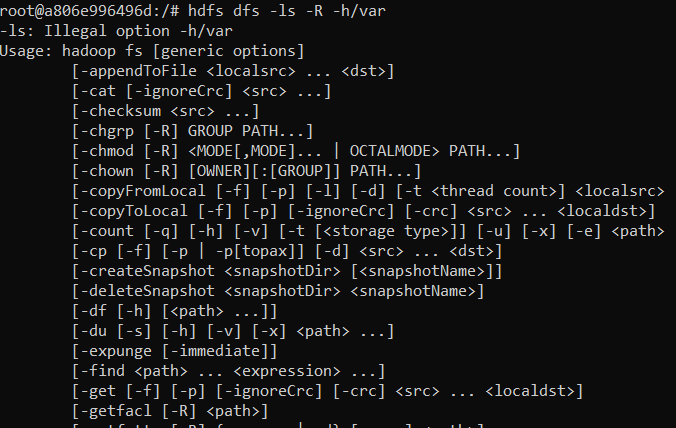 root@a806e996496d:/# hdfs dfs -ls -R -h/var
-ls: Illegal option -h/var
Usage: hadoop fs [generic options]
[-appendToFile <localsrc> ... <dst>]
[-cat [-ignoreCrc] <src> ...]
[-checksum <src> ...]
[-chgrp [-R] GROUP PATH...]
[-chmod [-R] <MODE[,MODE]... | OCTALMODE> PATH...]
[-chown [-R] [OWNER][:[GROUP]] PATH...]
[-copyFromLocal [-f] [-p] [-l] [-d] [-t <thread count>] <localsrc>
[-copyToLocal [-f] [-p] [-ignoreCrc] [-crc] <src> ... <localdst>]
[-count [-q] [-h] [-v] [-t [<storage type>]] [-u] [-x] [-e] <path>
[-cp [-f] [-p | -p[topax]] [-d] <src> ... <dst>]
[-createSnapshot <snapshotDir> [<snapshotName>]]
[-deleteSnapshot <snapshotDir> <snapshotName>]
[-df [-h] [<path> ...]]
[-du [-s] [-h] [-v] [-x] <path> ...]
[-expunge [-immediate]]
[-find <path> ... <expression> ...]
[-get [-f] [-p] [-ignoreCrc] [-crc] <src> ... <localdst>]
[-getfacl [-R] <path>]